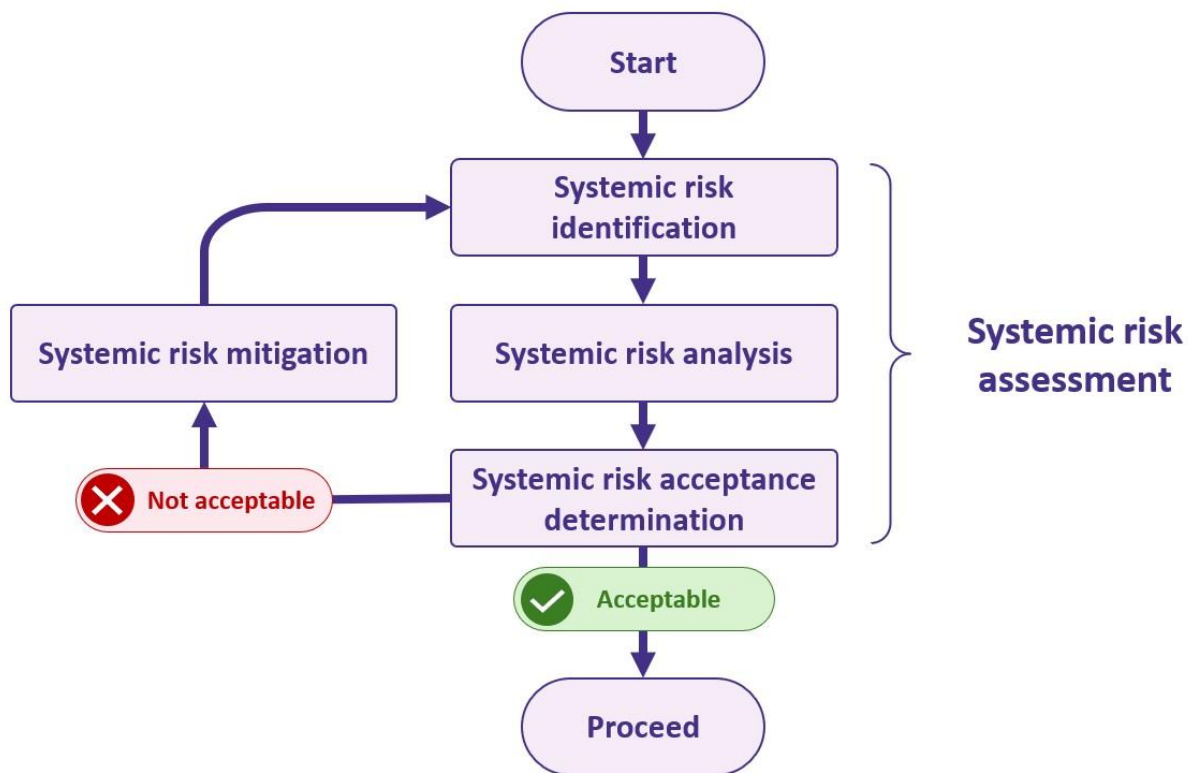 Start
Systemic risk
identification
Systemic risk mitigation
Systemic risk analysis
Systemic risk
assessment
Systemic risk acceptance
determination
Not acceptable
Acceptable
Proceed